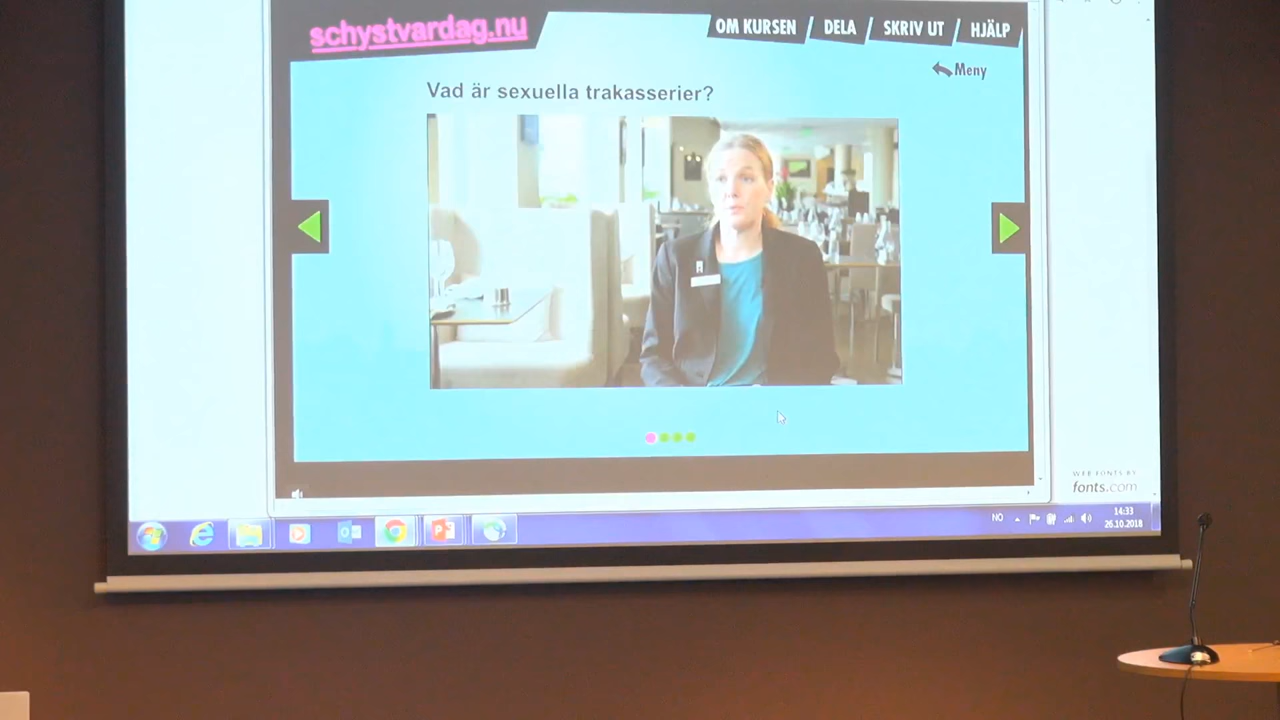 schystvardag.nu
OM KURSEN
DELA
SKRIV UT
HJÄLP
Meny
Vad är sexuella trakasserier?
WEB FONTS BY
fonts.com
NO
14:33
26.10.2018